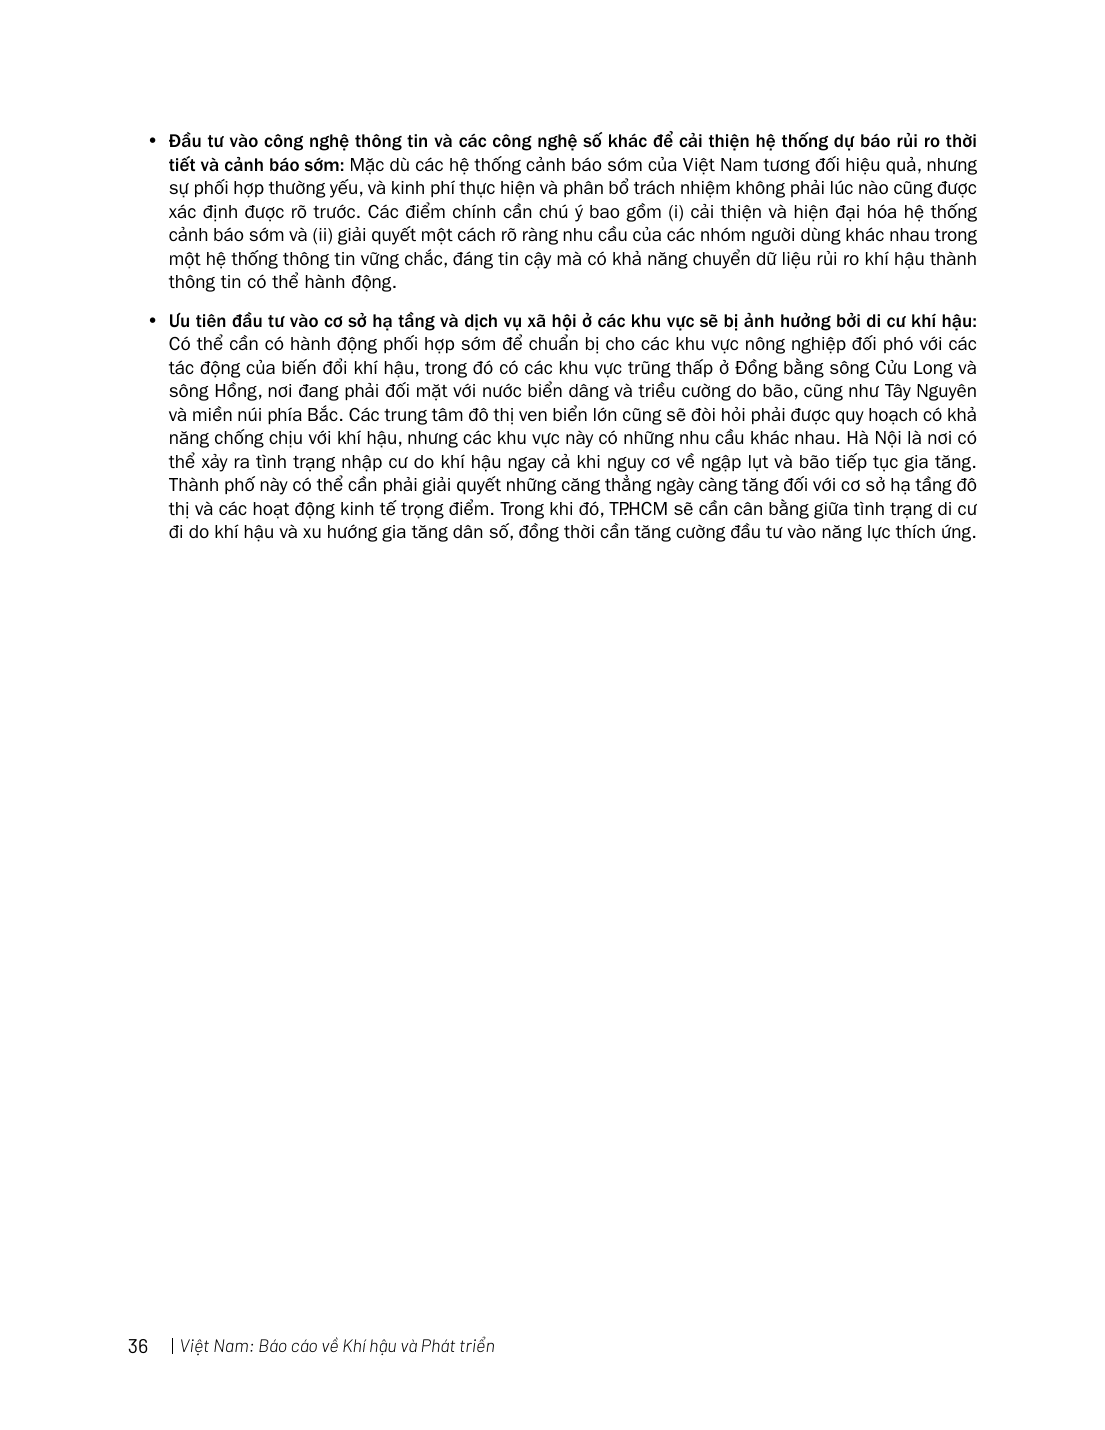 • Đầu tư vào công nghệ thông tin và các công nghệ số khác để cải thiện hệ thống dự báo rủi ro thời
tiết và cảnh báo sớm: Mặc dù các hệ thống cảnh báo sớm của Việt Nam tương đối hiệu quả, nhưng
sự phối hợp thường yếu, và kinh phí thực hiện và phân bổ trách nhiệm không phải lúc nào cũng được
xác định được rõ trước. Các điểm chính cần chú ý bao gồm (i) cải thiện và hiện đại hóa hệ thống
cảnh báo sớm và (ii) giải quyết một cách rõ ràng nhu cầu của các nhóm người dùng khác nhau trong
một hệ thống thông tin vững chắc, đáng tin cậy mà có khả năng chuyển dữ liệu rủi ro khí hậu thành
thông tin có thể hành động.
• Ưu tiên đầu tư vào cơ sở hạ tầng và dịch vụ xã hội ở các khu vực sẽ bị ảnh hưởng bởi di cư khí hậu:
Có thể cần có hành động phối hợp sớm để chuẩn bị cho các khu vực nông nghiệp đối phó với các
tác động của biến đổi khí hậu, trong đó có các khu vực trũng thấp ở Đồng bằng sông Cửu Long và
sông Hồng, nơi đang phải đối mặt với nước biển dâng và triều cường do bão, cũng như Tây Nguyên
và miền núi phía Bắc. Các trung tâm đô thị ven biển lớn cũng sẽ đòi hỏi phải được quy hoạch có khả
năng chống chịu với khí hậu, nhưng các khu vực này có những nhu cầu khác nhau. Hà Nội là nơi có
thể xảy ra tình trạng nhập cư do khí hậu ngay cả khi nguy cơ về ngập lụt và bão tiếp tục gia tăng.
Thành phố này có thể cần phải giải quyết những căng thẳng ngày càng tăng đối với cơ sở hạ tầng đô
thị và các hoạt động kinh tế trọng điểm. Trong khi đó, TP.HCM sẽ cần cân bằng giữa tình trạng di cư
đi do khí hậu và xu hướng gia tăng dân số, đồng thời cần tăng cường đầu tư vào năng lực thích ứng.
36 | Việt Nam: Báo cáo về Khí hậu và Phát triển